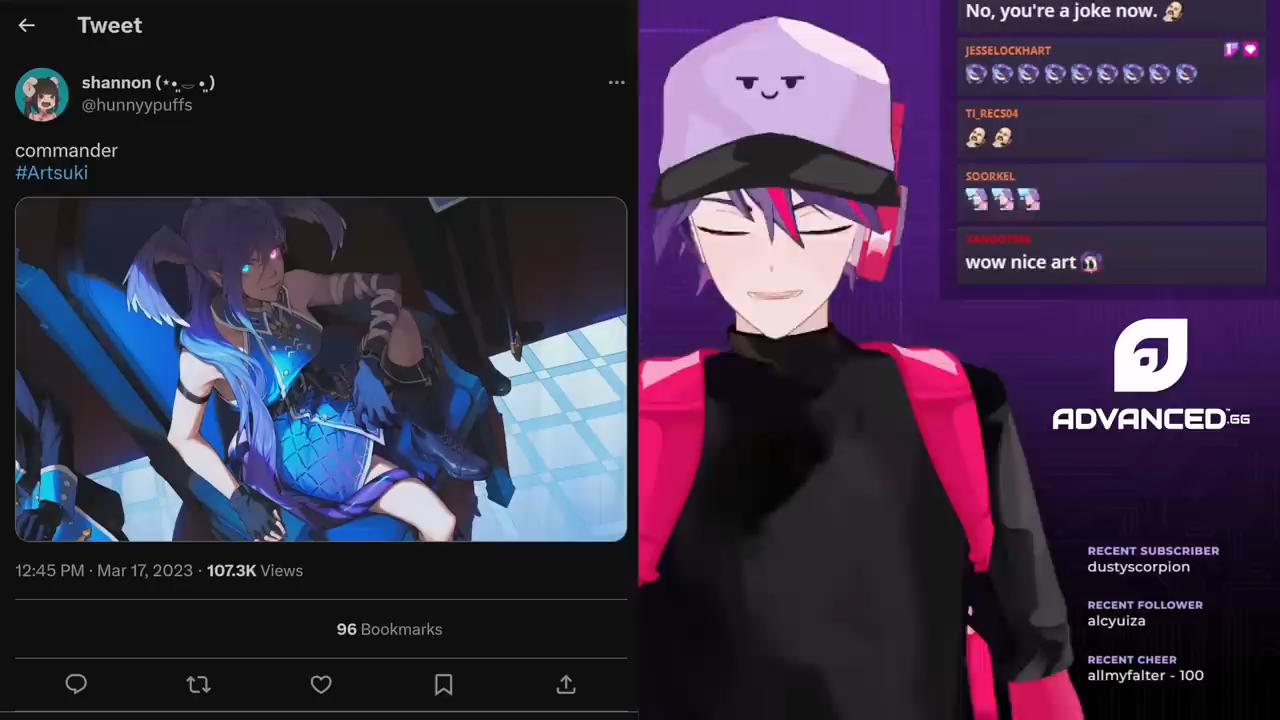 Tweet
shannon
@hunnyypuffs
commander
#Artsuki
12:45 PM · Mar 17, 2023 · 107.3K Views
96 Bookmarks
No, you're a joke now.
JESSELOCKHART
TI_RECS04
SOORKEL
wow nice art
ADVANCED.GG
RECENT SUBSCRIBER
dustyscorpion
RECENT FOLLOWER
alcyuiza
RECENT CHEER
allmyfalter - 100